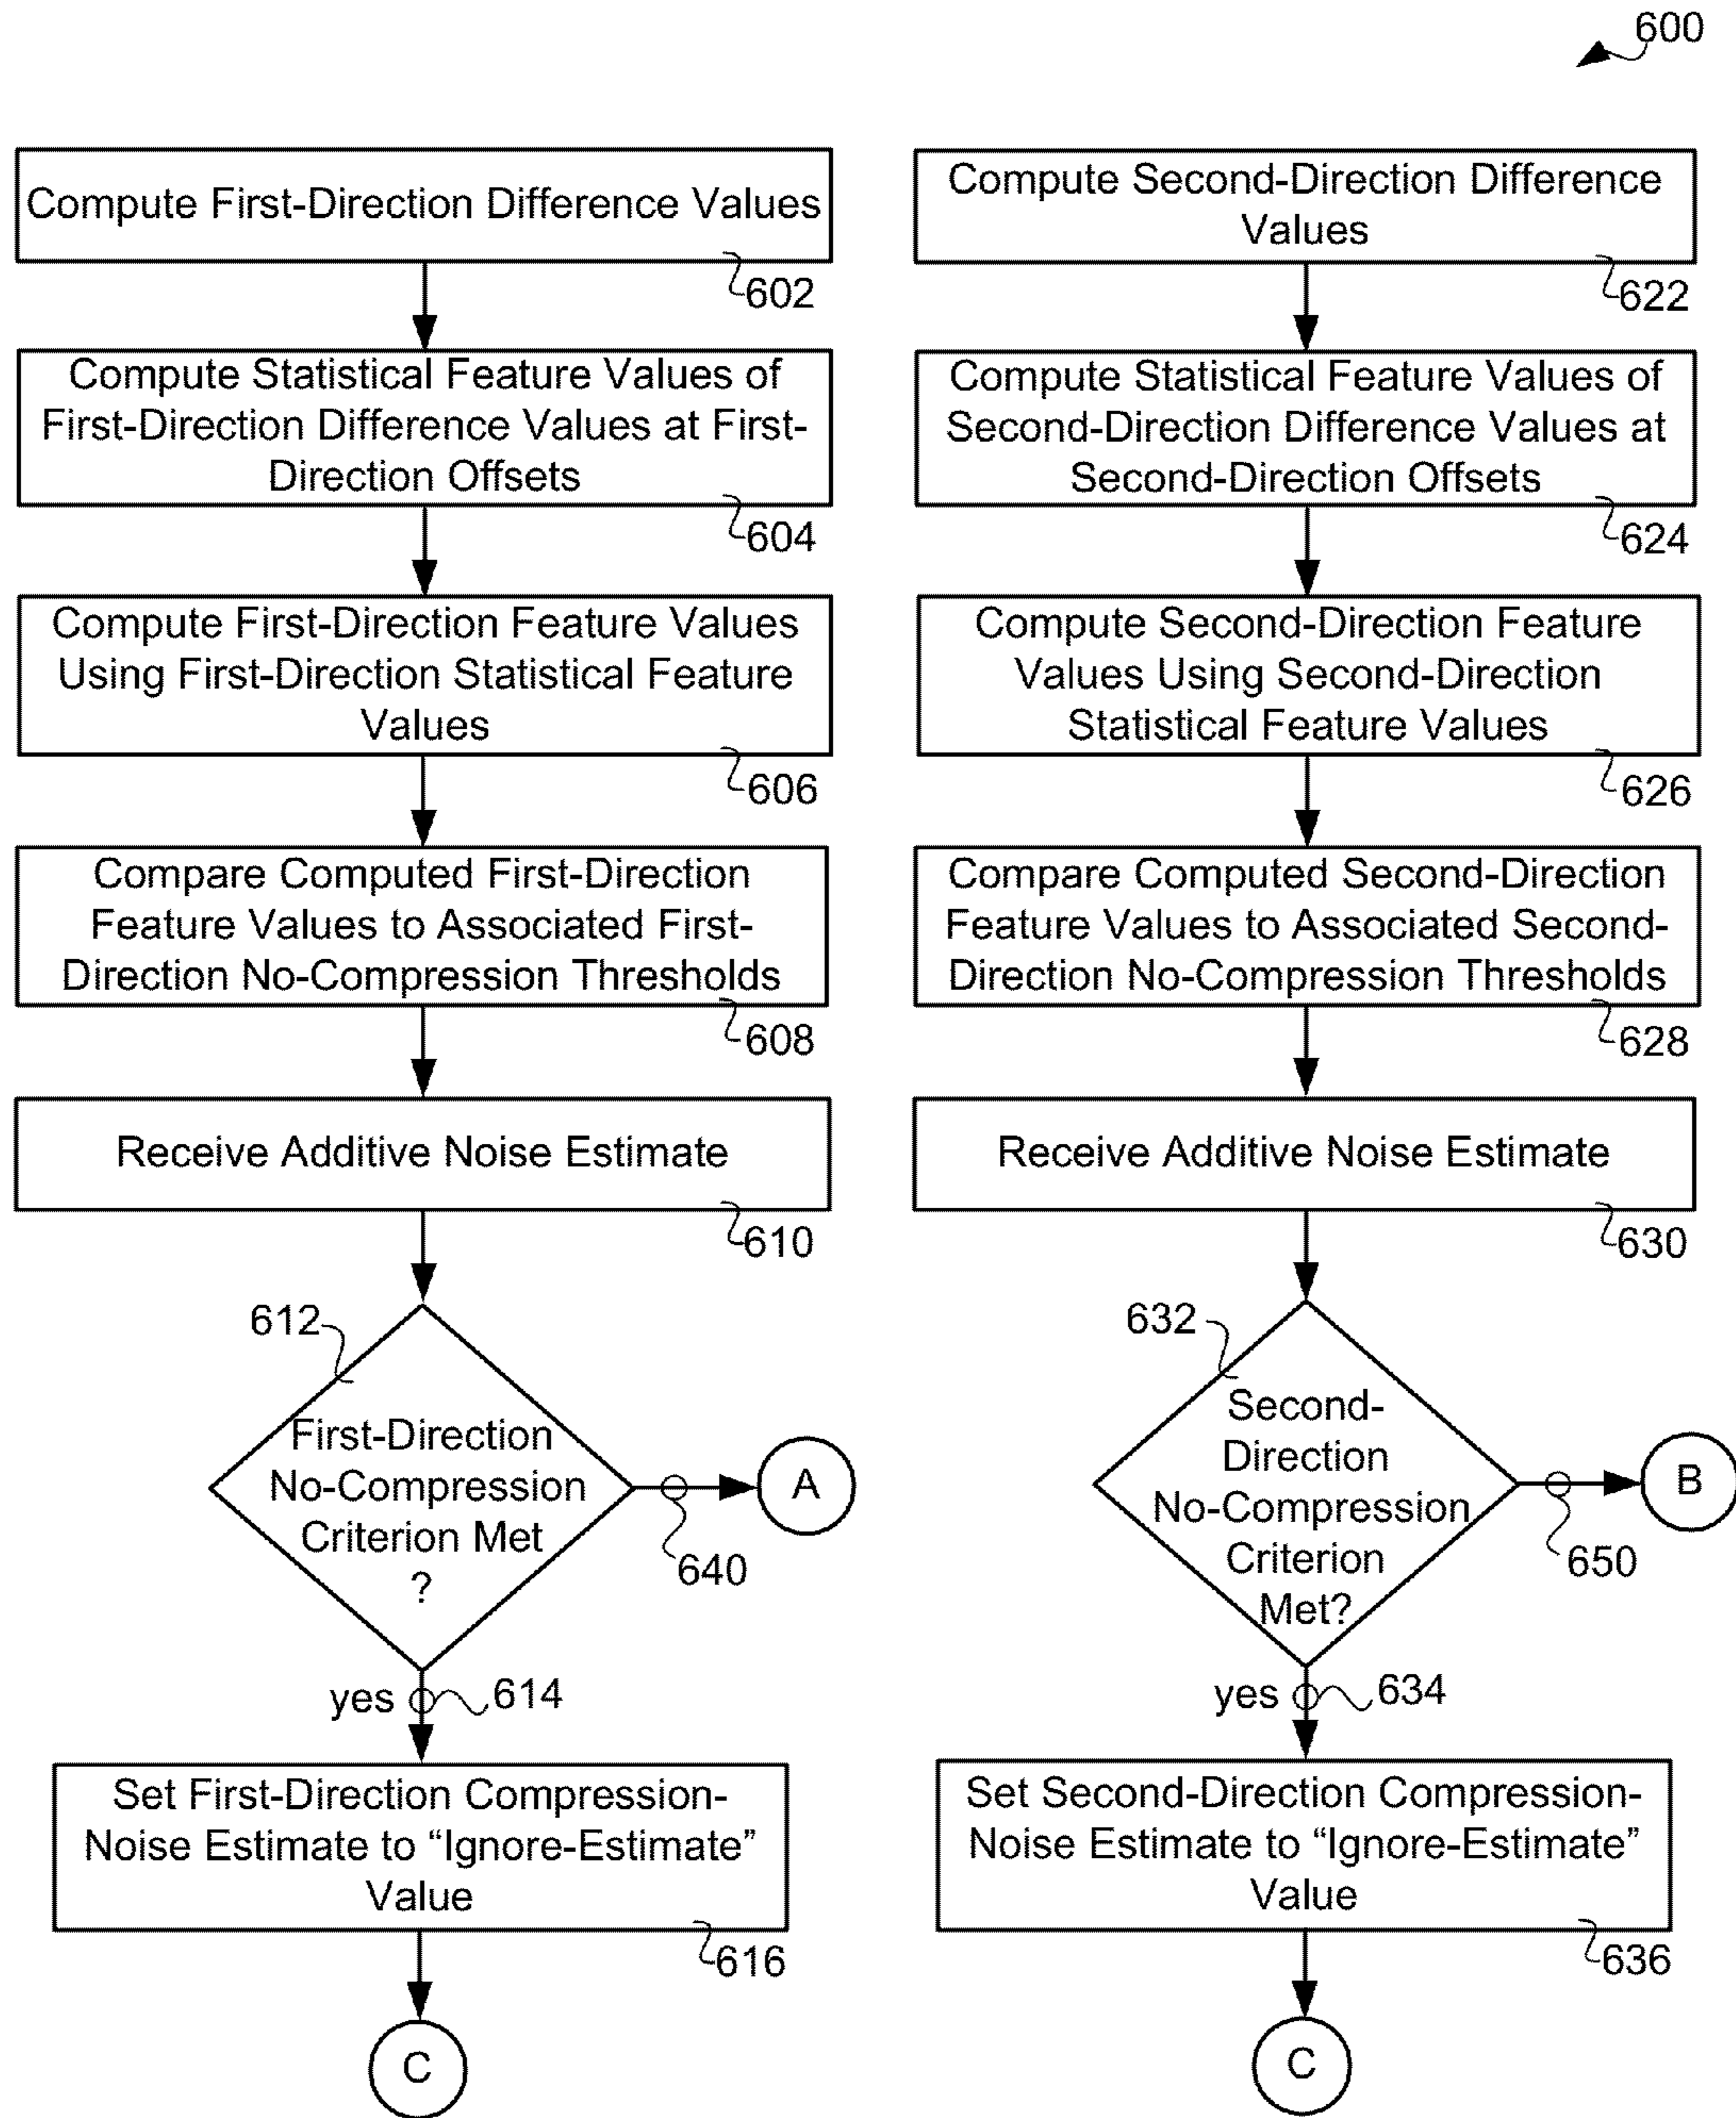 600
Compute First-Direction Difference Values
602
Compute Statistical Feature Values of
First-Direction Difference Values at First-
Direction Offsets
604
Compute First-Direction Feature Values
Using First-Direction Statistical Feature
Values
606
Compare Computed First-Direction
Feature Values to Associated First-
Direction No-Compression Thresholds
608
Receive Additive Noise Estimate
610
612
First-Direction
No-Compression
Criterion Met
?
A
640
yes
614
Set First-Direction Compression-
Noise Estimate to “Ignore-Estimate”
Value
616
C
Compute Second-Direction Difference
Values
622
Compute Statistical Feature Values of
Second-Direction Difference Values at
Second-Direction Offsets
624
Compute Second-Direction Feature
Values Using Second-Direction
Statistical Feature Values
626
Compare Computed Second-Direction
Feature Values to Associated Second-
Direction No-Compression Thresholds
628
Receive Additive Noise Estimate
630
632
Second-
Direction
No-Compression
Criterion
Met?
B
650
yes
634
Set Second-Direction Compression-
Noise Estimate to “Ignore-Estimate”
Value
636
C